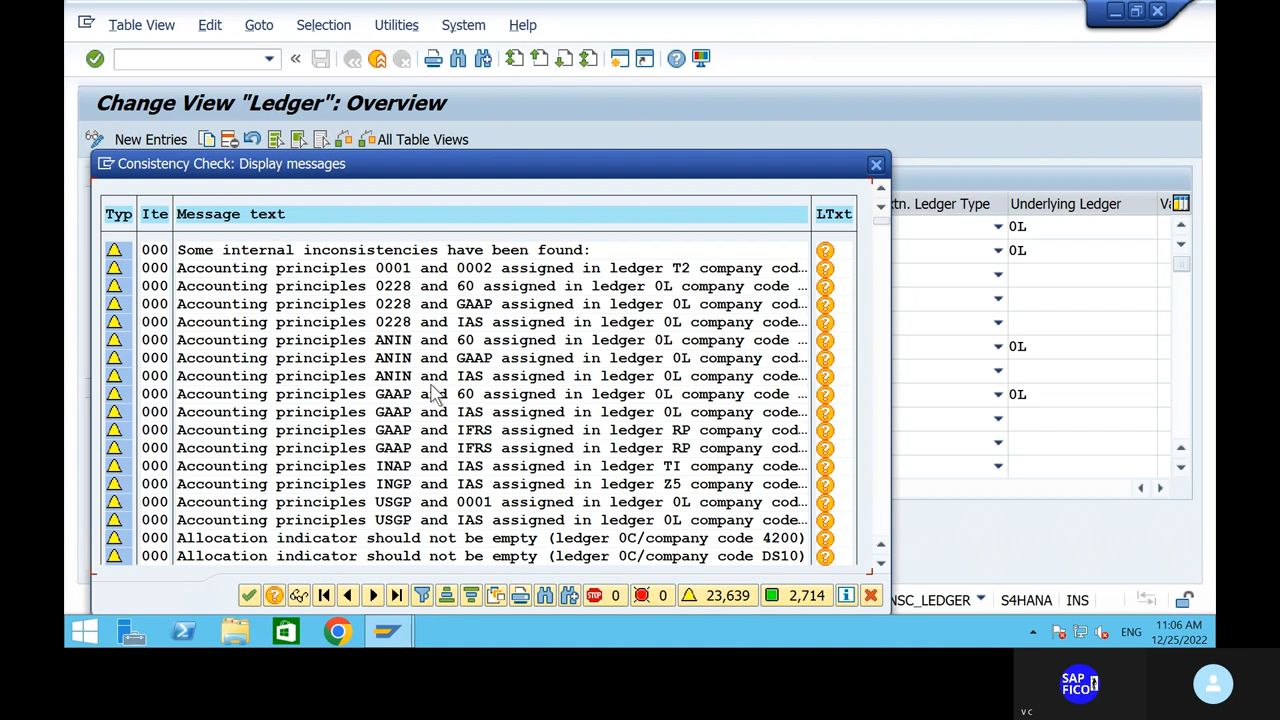 Table View Edit Goto Selection Utilities System Help
Change View "Ledger": Overview
New Entries All Table Views
Consistency Check: Display messages
Typ Ite Message text LTxt
000 Some internal inconsistencies have been found:
000 Accounting principles 0001 and 0002 assigned in ledger T2 company cod…
000 Accounting principles 0228 and 60 assigned in ledger 0L company code …
000 Accounting principles 0228 and GAAP assigned in ledger 0L company cod…
000 Accounting principles 0228 and IAS assigned in ledger 0L company code…
000 Accounting principles ANIN and 60 assigned in ledger 0L company code …
000 Accounting principles ANIN and GAAP assigned in ledger 0L company cod…
000 Accounting principles ANIN and IAS assigned in ledger 0L company code…
000 Accounting principles GAAP and 60 assigned in ledger 0L company code …
000 Accounting principles GAAP and IAS assigned in ledger 0L company code…
000 Accounting principles GAAP and IFRS assigned in ledger RP company cod…
000 Accounting principles GAAP and IFRS assigned in ledger RP company cod…
000 Accounting principles INAP and IAS assigned in ledger TI company code…
000 Accounting principles INGP and IAS assigned in ledger Z5 company code…
000 Accounting principles USGP and 0001 assigned in ledger 0L company cod…
000 Accounting principles USGP and IAS assigned in ledger 0L company code…
000 Allocation indicator should not be empty (ledger 0C/company code 4200)
000 Allocation indicator should not be empty (ledger 0C/company code DS10)
STOP 0 0 23,639 2,714
tn. Ledger Type Underlying Ledger
0L
0L
0L
0L
NSC_LEDGER S4HANA INS
ENG
11:06 AM
12/25/2022
SAP
FICO
v c